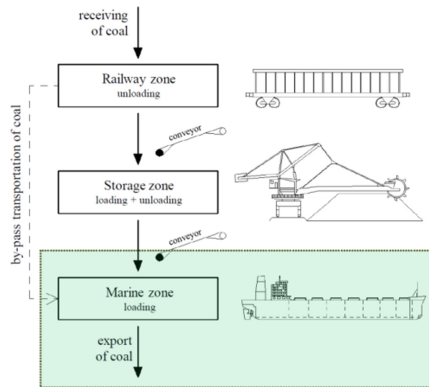 receiving
of coal
Railway zone
unloading
conveyor
by-pass transportation of coal
Storage zone
loading + unloading
conveyor
Marine zone
loading
export
of coal